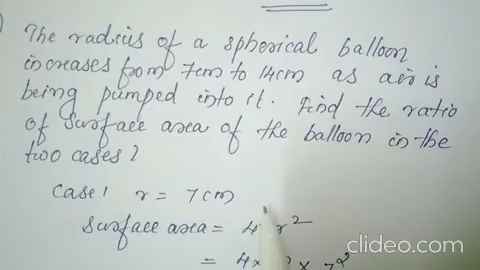 The radius of a spherical balloon
increases from 7cm to 14cm as air is
being pumped into it. Find the ratio
of surface area of the balloon in the
two cases?
Case 1 r = 7cm
Surface area = 4 r²
= 4× × 7²
clideo.com